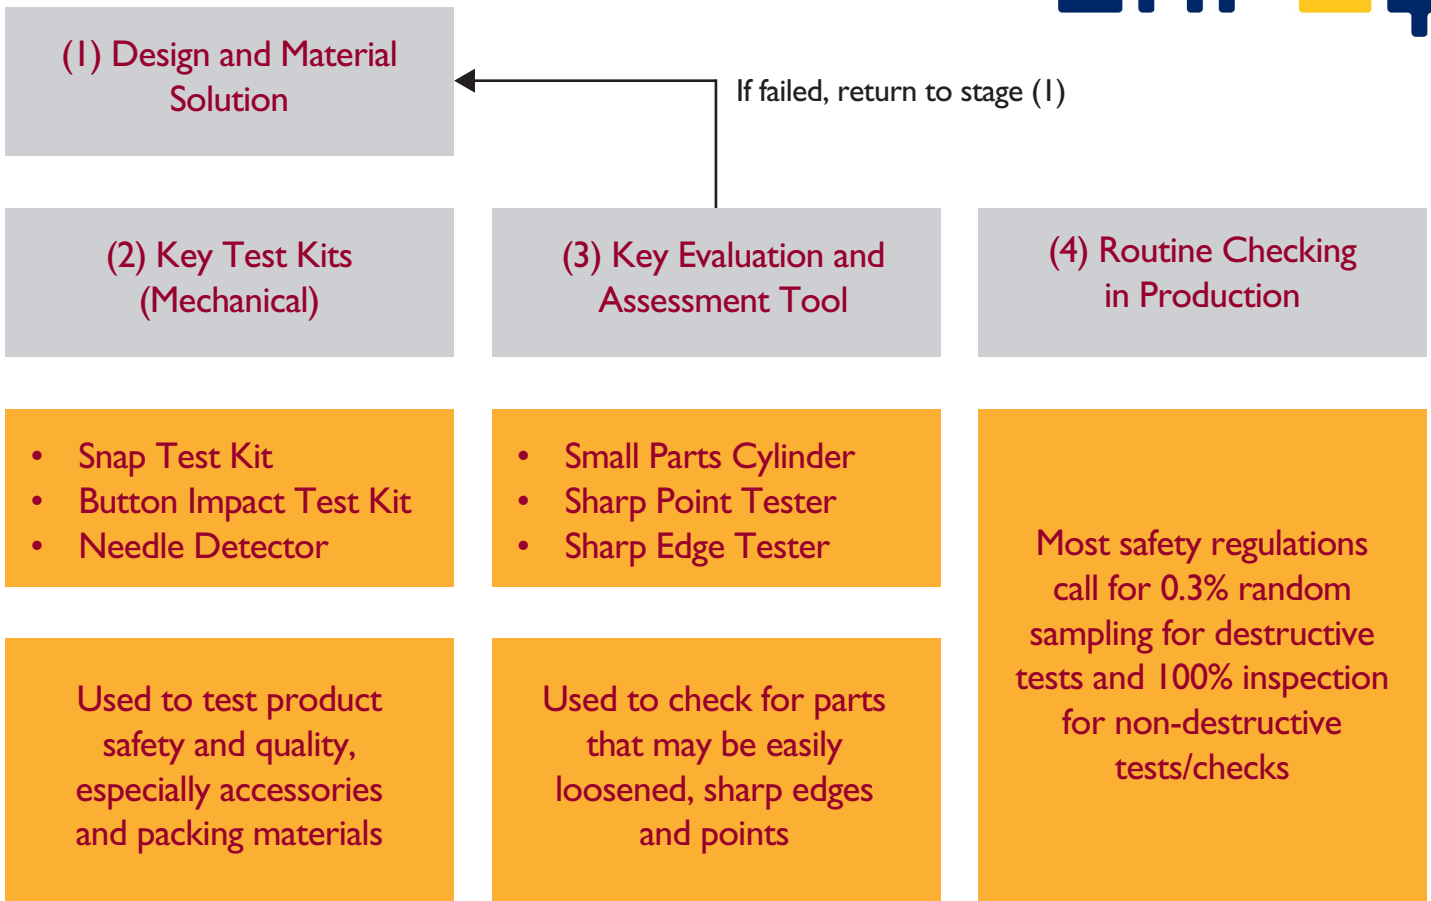 (1) Design and Material
Solution
If failed, return to stage (1)
(2) Key Test Kits
(Mechanical)
(3) Key Evaluation and
Assessment Tool
(4) Routine Checking
in Production
• Snap Test Kit
• Button Impact Test Kit
• Needle Detector
• Small Parts Cylinder
• Sharp Point Tester
• Sharp Edge Tester
Most safety regulations
call for 0.3% random
sampling for destructive
tests and 100% inspection
for non-destructive
tests/checks
Used to test product
safety and quality,
especially accessories
and packing materials
Used to check for parts
that may be easily
loosened, sharp edges
and points